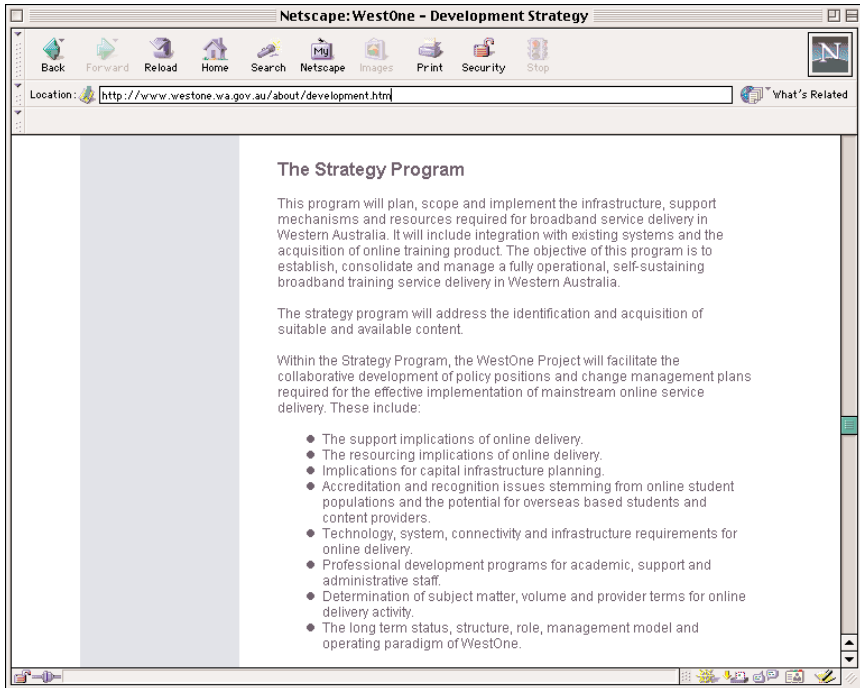 Netscape: WestOne – Development Strategy
Back Forward Reload Home Search Netscape Images Print Security Stop
My
N
Location: http://www.westone.wa.gov.au/about/development.htm What's Related
The Strategy Program
This program will plan, scope and implement the infrastructure, support
mechanisms and resources required for broadband service delivery in
Western Australia. It will include integration with existing systems and the
acquisition of online training product. The objective of this program is to
establish, consolidate and manage a fully operational, self-sustaining
broadband training service delivery in Western Australia.
The strategy program will address the identification and acquisition of
suitable and available content.
Within the Strategy Program, the WestOne Project will facilitate the
collaborative development of policy positions and change management plans
required for the effective implementation of mainstream online service
delivery. These include:
● The support implications of online delivery.
● The resourcing implications of online delivery.
● Implications for capital infrastructure planning.
● Accreditation and recognition issues stemming from online student
populations and the potential for overseas based students and
content providers.
● Technology, system, connectivity and infrastructure requirements for
online delivery.
● Professional development programs for academic, support and
administrative staff.
● Determination of subject matter, volume and provider terms for online
delivery activity.
● The long term status, structure, role, management model and
operating paradigm of WestOne.